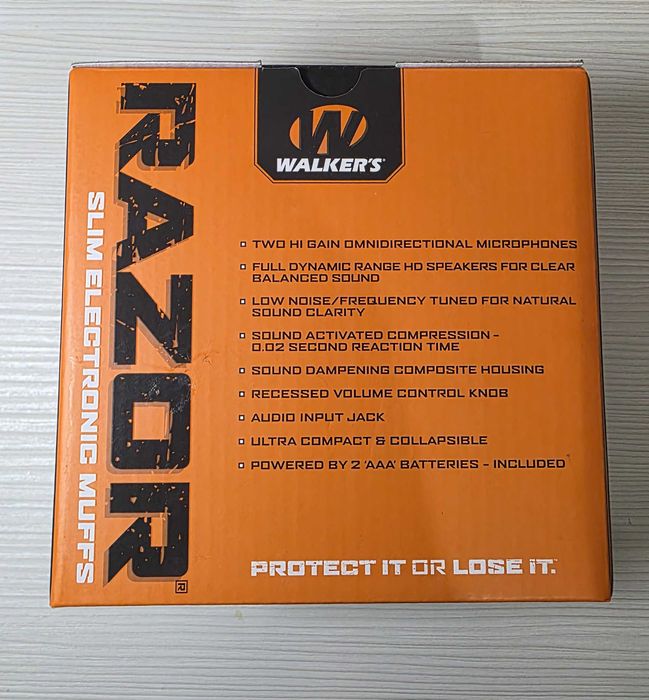 RAZOR®
SLIM ELECTRONIC MUFFS
W
WALKER'S®
TWO HI GAIN OMNIDIRECTIONAL MICROPHONES
FULL DYNAMIC RANGE HD SPEAKERS FOR CLEAR
BALANCED SOUND
LOW NOISE/FREQUENCY TUNED FOR NATURAL
SOUND CLARITY
SOUND ACTIVATED COMPRESSION –
0.02 SECOND REACTION TIME
SOUND DAMPENING COMPOSITE HOUSING
RECESSED VOLUME CONTROL KNOB
AUDIO INPUT JACK
ULTRA COMPACT & COLLAPSIBLE
POWERED BY 2 'AAA' BATTERIES – INCLUDED
PROTECT IT OR LOSE IT.™